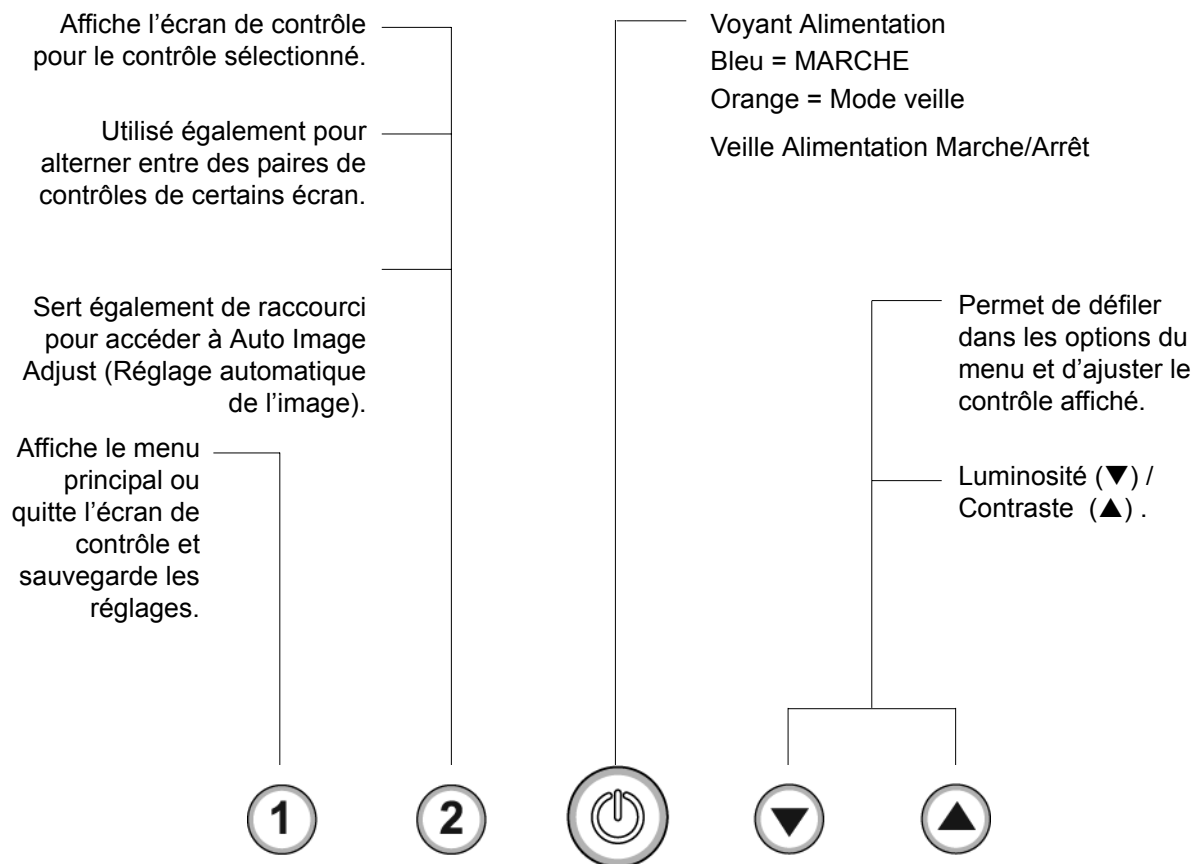 Affiche l’écran de contrôle
pour le contrôle sélectionné.
Utilisé également pour
alterner entre des paires de
contrôles de certains écran.
Sert également de raccourci
pour accéder à Auto Image
Adjust (Réglage automatique
de l’image).
Affiche le menu
principal ou
quitte l’écran de
contrôle et
sauvegarde les
réglages.
Voyant Alimentation
Bleu = MARCHE
Orange = Mode veille
Veille Alimentation Marche/Arrêt
Permet de défiler
dans les options du
menu et d’ajuster le
contrôle affiché.
Luminosité (▼) /
Contraste (▲) .
1
2